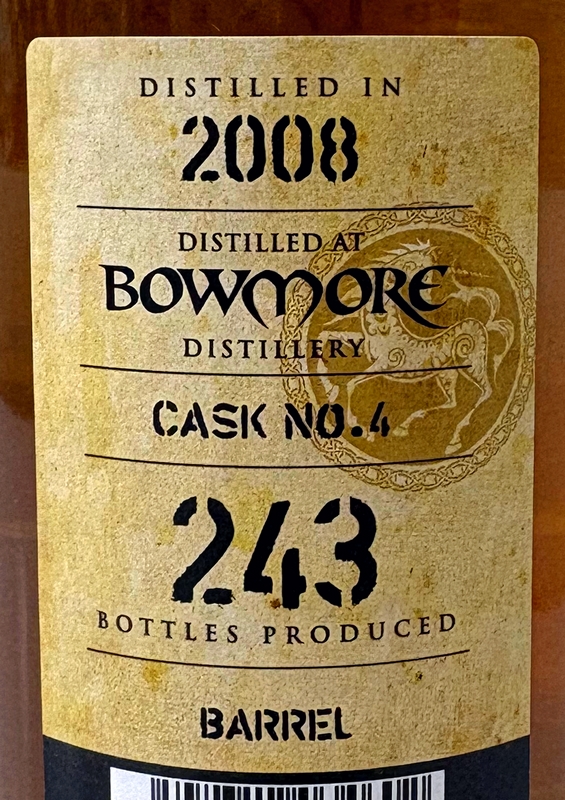 DISTILLED IN
2008
DISTILLED AT
BOWMORE
DISTILLERY
CASK NO.4
243
BOTTLES PRODUCED
BARREL